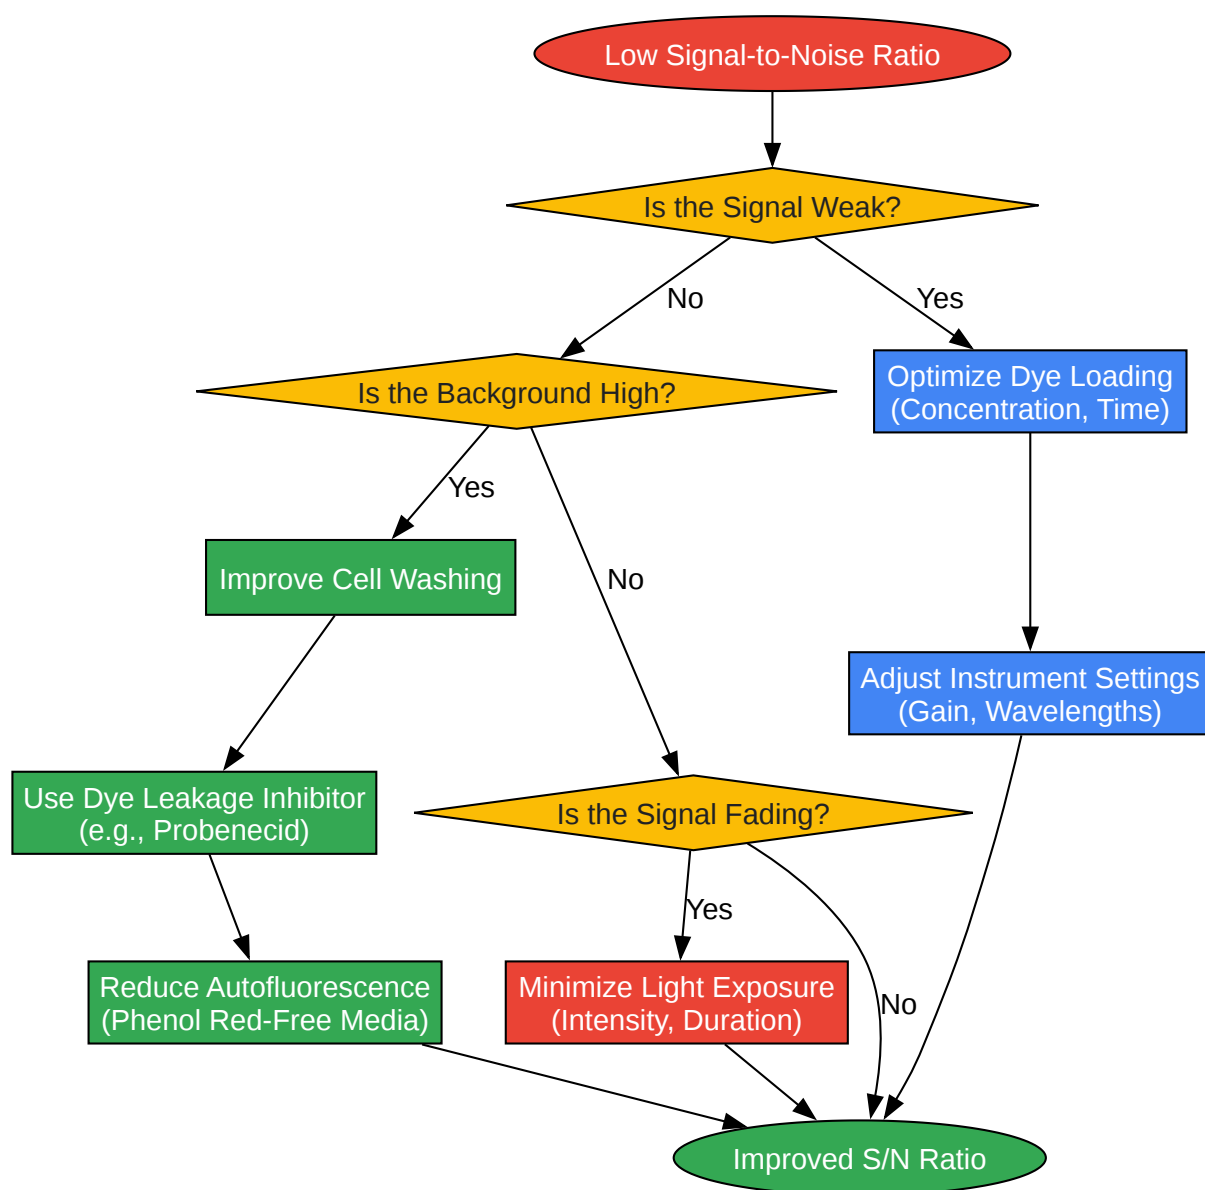 Low Signal-to-Noise Ratio
Is the Signal Weak?
No
Yes
Is the Background High?
Optimize Dye Loading
(Concentration, Time)
Yes
No
Improve Cell Washing
Adjust Instrument Settings
(Gain, Wavelengths)
Use Dye Leakage Inhibitor
(e.g., Probenecid)
Is the Signal Fading?
Yes
No
Reduce Autofluorescence
(Phenol Red-Free Media)
Minimize Light Exposure
(Intensity, Duration)
Improved S/N Ratio